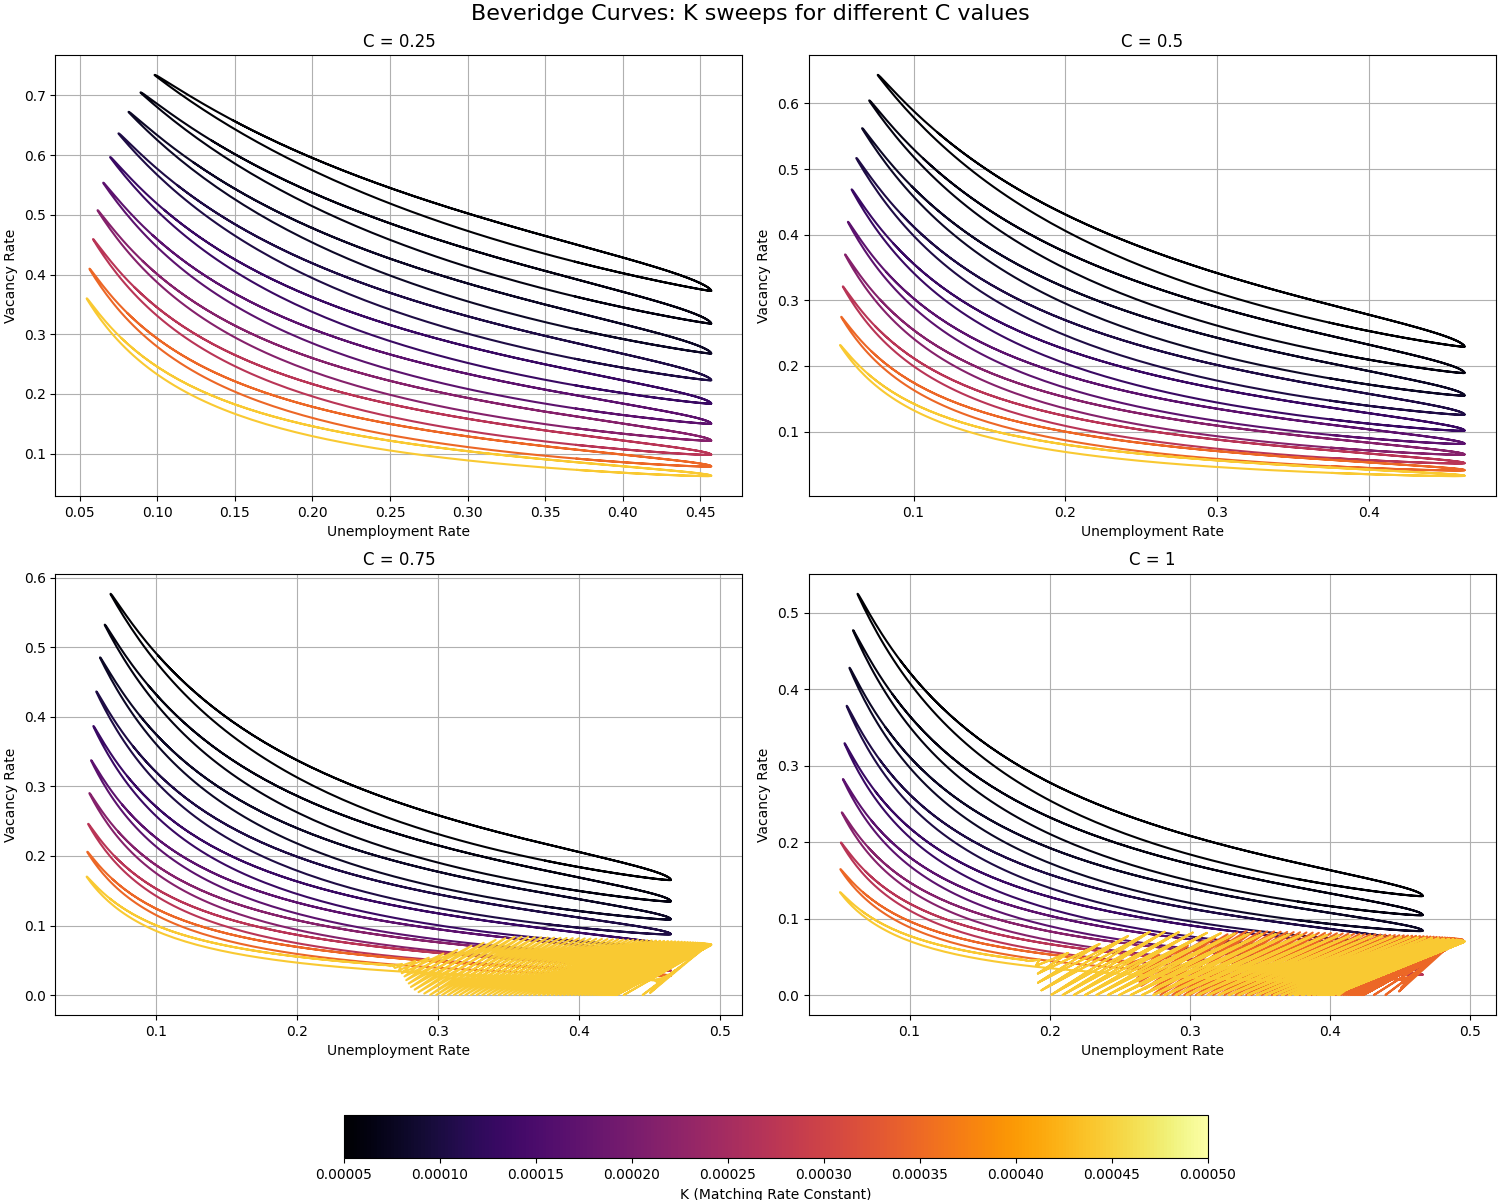 Beveridge Curves: K sweeps for different C values
C = 0.25
0.7
0.6
0.5
0.4
0.3
0.2
0.1
Vacancy Rate
0.05 0.10 0.15 0.20 0.25 0.30 0.35 0.40 0.45
Unemployment Rate
C = 0.5
0.6
0.5
0.4
0.3
0.2
0.1
Vacancy Rate
0.1 0.2 0.3 0.4
Unemployment Rate
C = 0.75
0.6
0.5
0.4
0.3
0.2
0.1
0.0
Vacancy Rate
0.1 0.2 0.3 0.4 0.5
Unemployment Rate
C = 1
0.5
0.4
0.3
0.2
0.1
0.0
Vacancy Rate
0.1 0.2 0.3 0.4 0.5
Unemployment Rate
0.00005 0.00010 0.00015 0.00020 0.00025 0.00030 0.00035 0.00040 0.00045 0.00050
K (Matching Rate Constant)